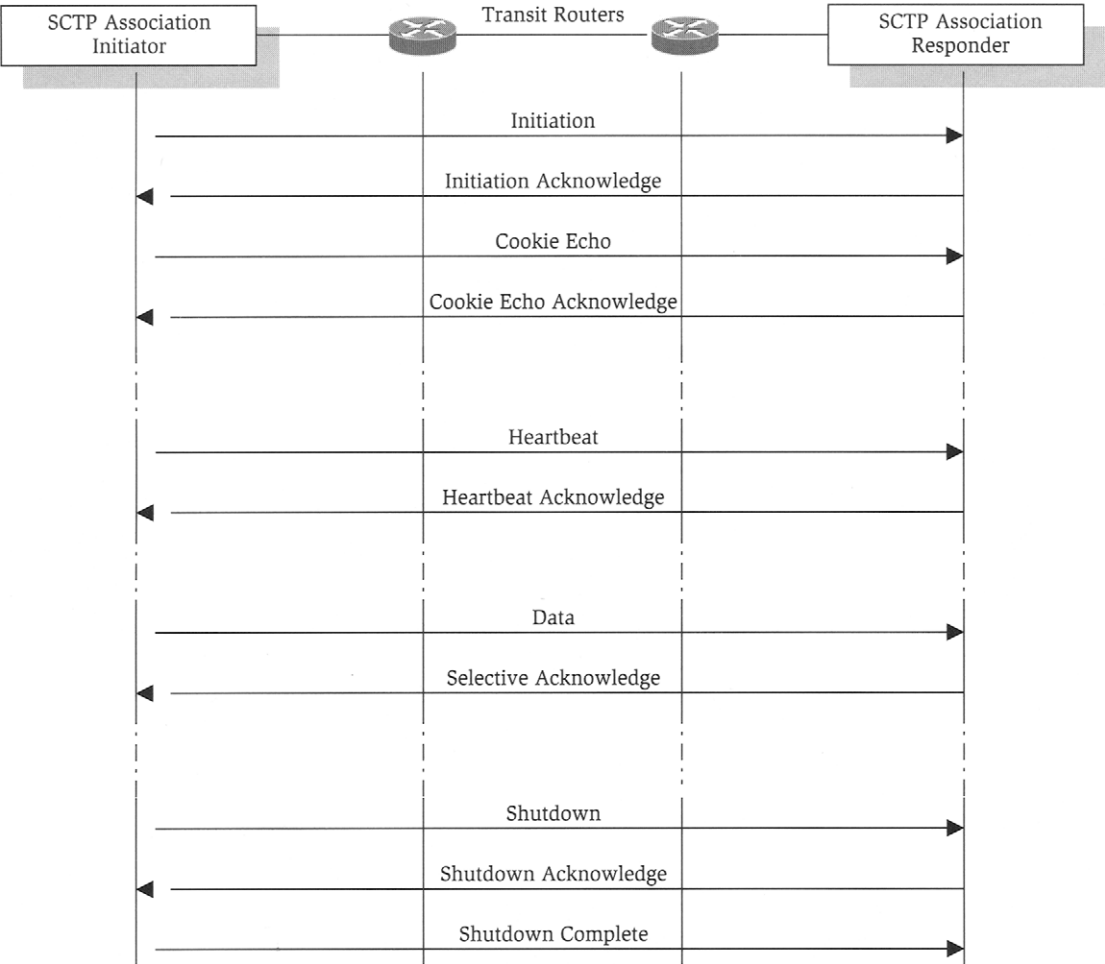 SCTP Association
Initiator
Transit Routers
SCTP Association
Responder
Initiation
Initiation Acknowledge
Cookie Echo
Cookie Echo Acknowledge
Heartbeat
Heartbeat Acknowledge
Data
Selective Acknowledge
Shutdown
Shutdown Acknowledge
Shutdown Complete